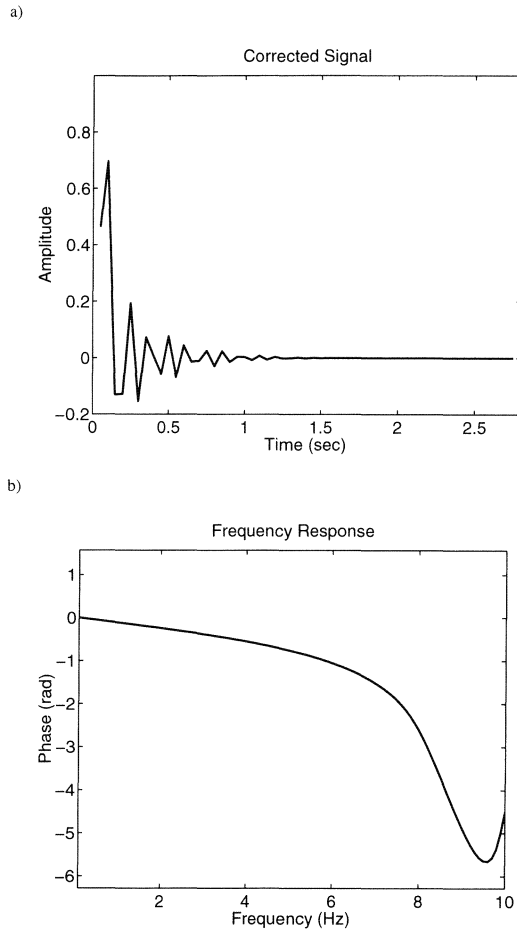 a)
Corrected Signal
0.8
0.6
0.4
0.2
0
−0.2
Amplitude
0 0.5 1 1.5 2 2.5
Time (sec)
b)
Frequency Response
1
0
−1
−2
−3
−4
−5
−6
Phase (rad)
2 4 6 8 10
Frequency (Hz)